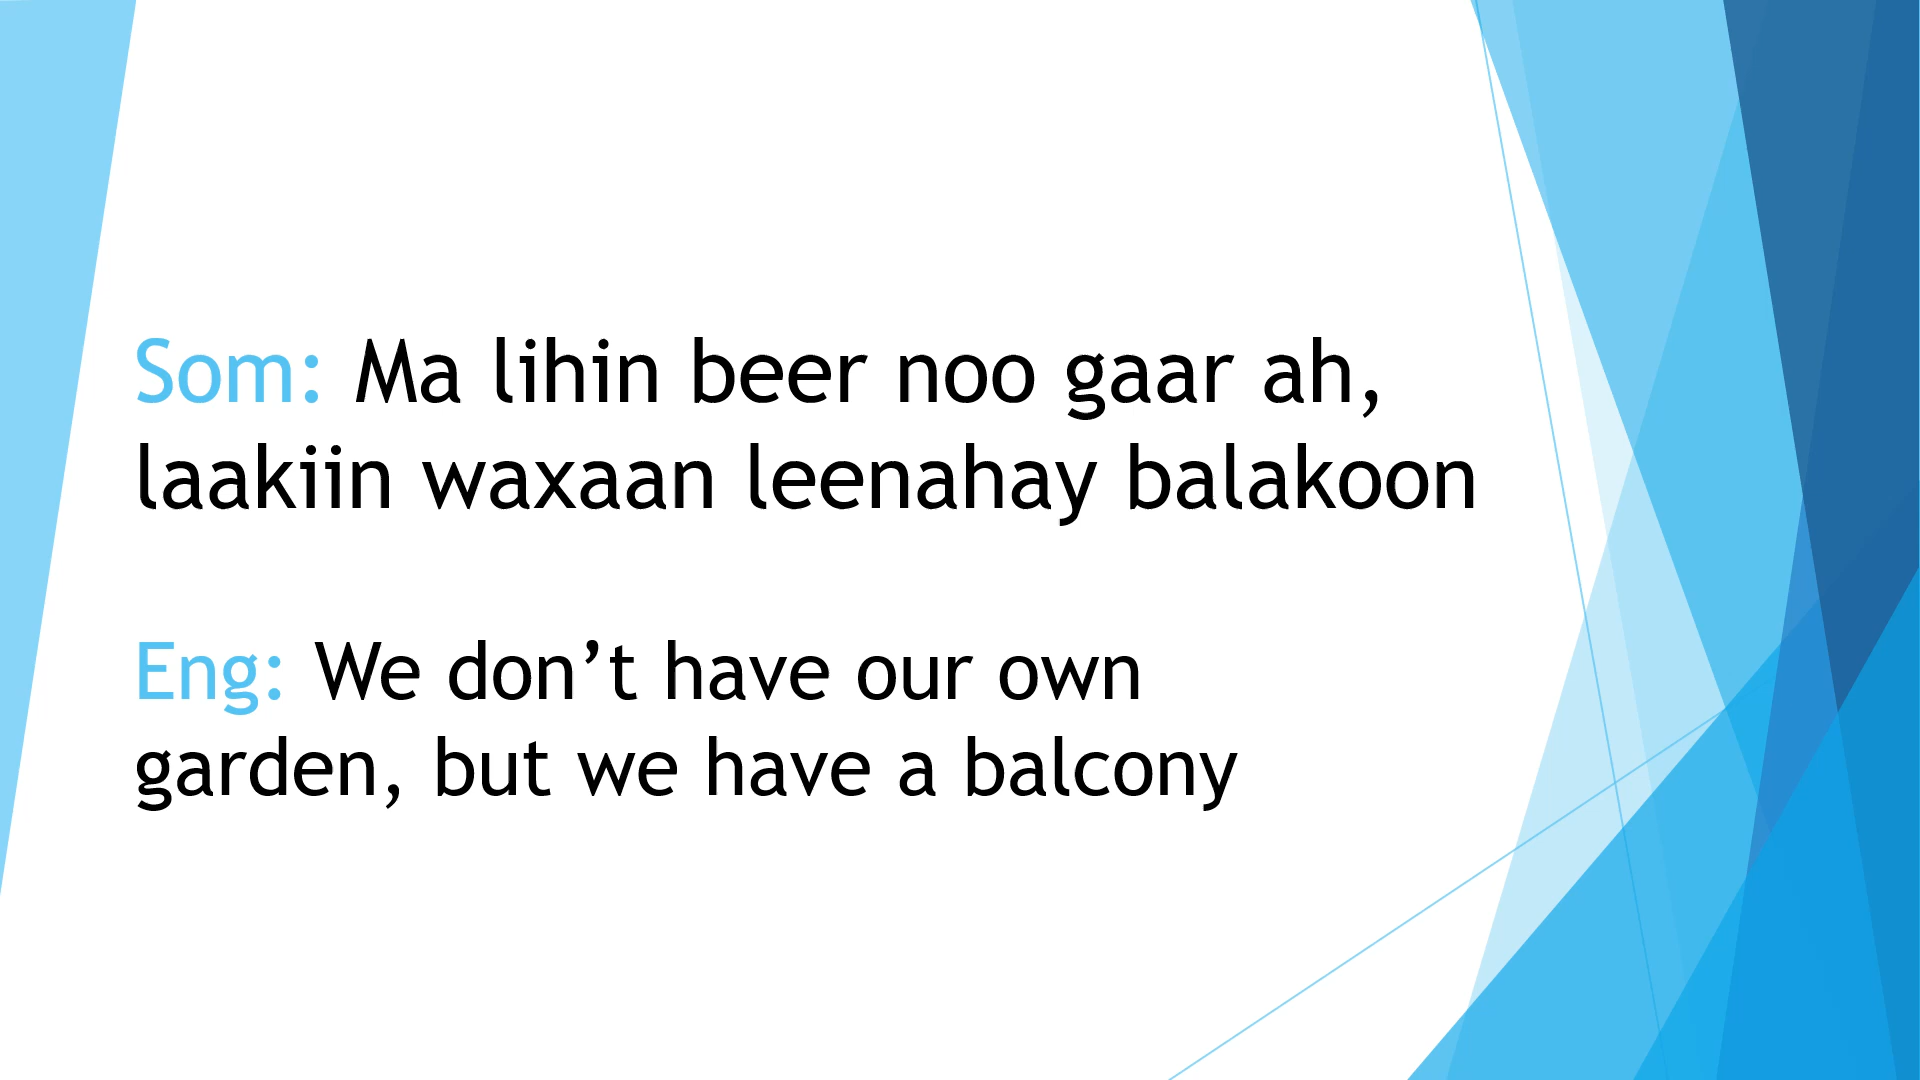 Som: Ma lihin beer noo gaar ah,
laakiin waxaan leenahay balakoon
Eng: We don’t have our own
garden, but we have a balcony